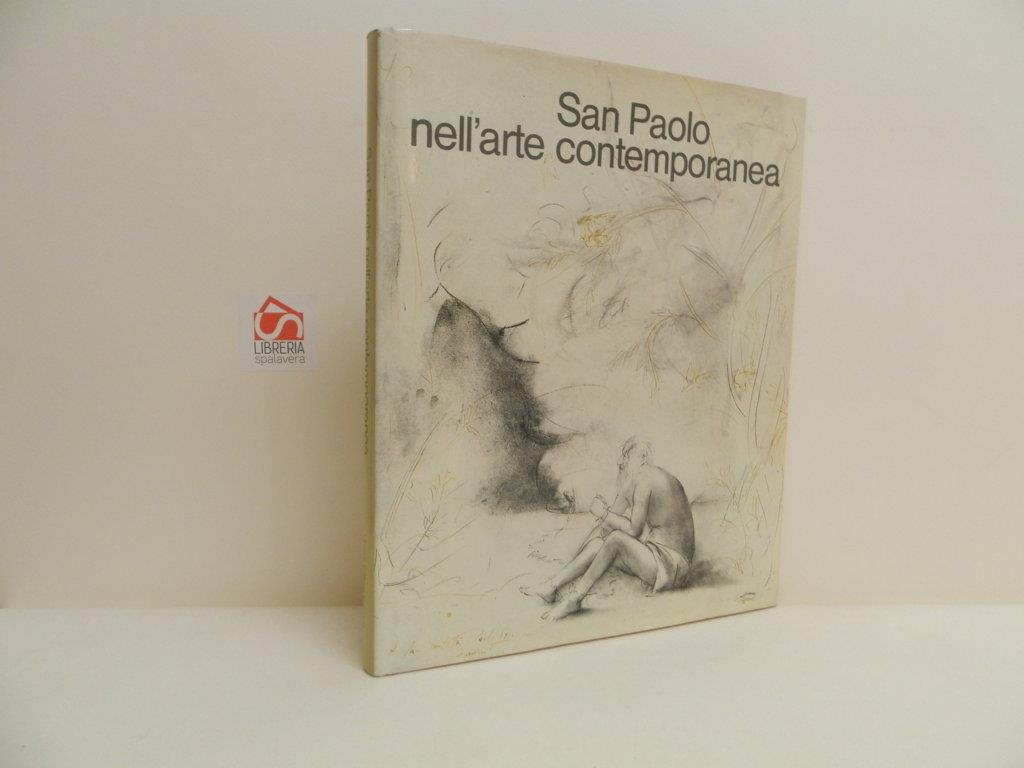 San Paolo
nell'arte contemporanea
LIBRERIA
spalavera